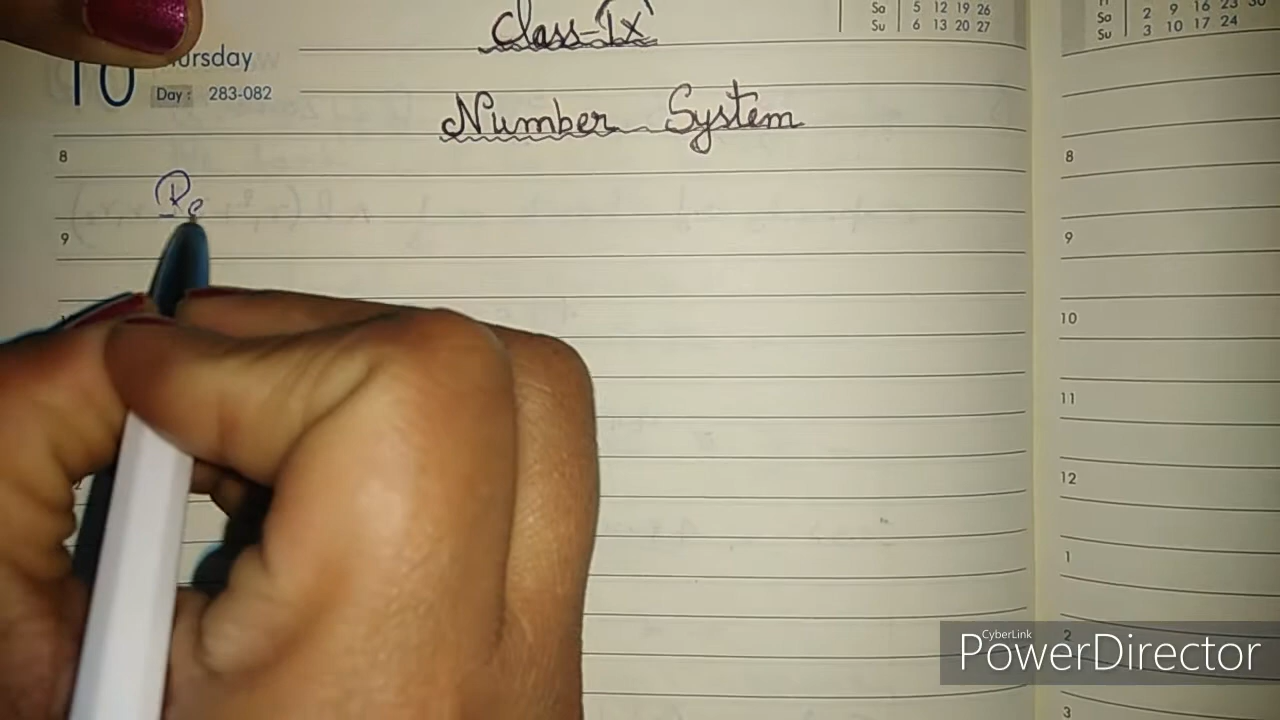 Class-IX
10 ursday
Day: 283-082
Number System
Re
8
9
10
11
12
1
2
3
Sa 5 12 19 26
Su 6 13 20 27
Sa 2 9 16 23 30
Su 3 10 17 24
8
9
CyberLink
PowerDirector